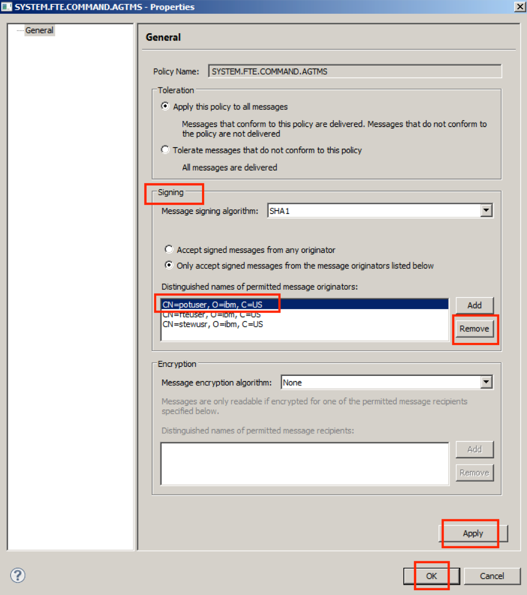 SYSTEM.FTE.COMMAND.AGTMS - Properties
General
General
Policy Name: SYSTEM.FTE.COMMAND.AGTMS
Toleration
Apply this policy to all messages
Messages that conform to this policy are delivered. Messages that do not conform to
the policy are not delivered
Tolerate messages that do not conform to this policy
All messages are delivered
Signing
Message signing algorithm: SHA1
Accept signed messages from any originator
Only accept signed messages from the message originators listed below
Distinguished names of permitted message originators:
CN=potuser, O=ibm, C=US
Add
CN=fteuser, O=ibm, C=US
CN=stewusr, O=ibm, C=US
Remove
Encryption
Message encryption algorithm: None
Messages are only readable if encrypted for one of the permitted message recipients
specified below.
Distinguished names of permitted message recipients:
Add
Remove
Apply
?
OK
Cancel